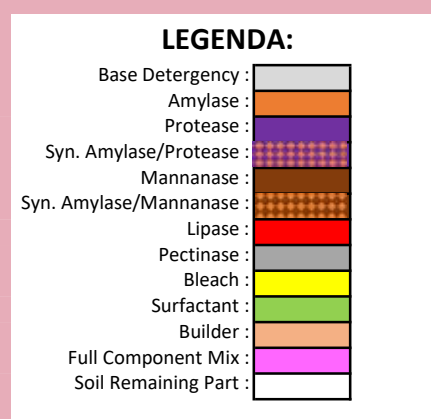 LEGENDA:
Base Detergency :
Amylase :
Protease :
Syn. Amylase/Protease :
Mannanase :
Syn. Amylase/Mannanase :
Lipase :
Pectinase :
Bleach :
Surfactant :
Builder :
Full Component Mix :
Soil Remaining Part :